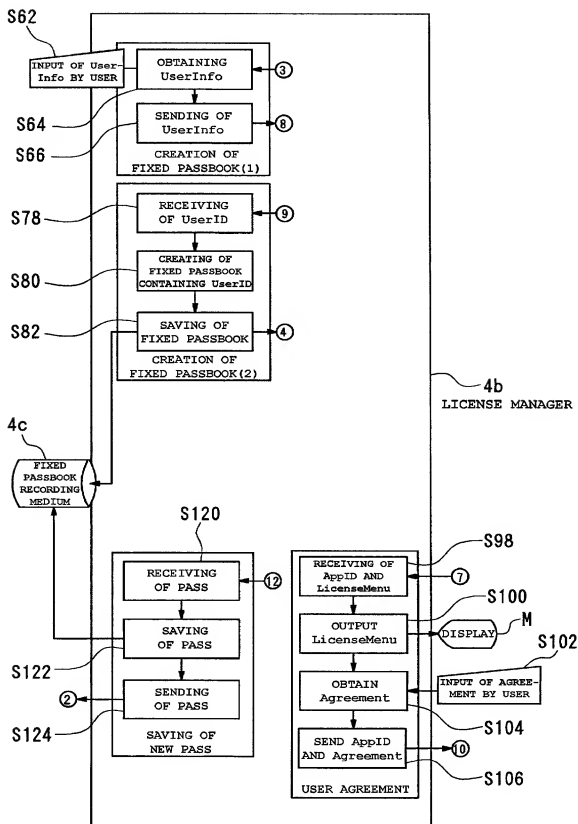 S62
INPUT OF User-
Info BY USER
OBTAINING
UserInfo
3
S64
SENDING OF
UserInfo
8
S66
CREATION OF
FIXED PASSBOOK(1)
S78
RECEIVING
OF UserID
9
S80
CREATING OF
FIXED PASSBOOK
CONTAINING UserID
S82
SAVING OF
FIXED PASSBOOK
4
CREATION OF
FIXED PASSBOOK(2)
4b
LICENSE MANAGER
4c
FIXED
PASSBOOK
RECORDING
MEDIUM
S120
RECEIVING
OF PASS
12
SAVING
OF PASS
S122
SENDING
OF PASS
2
S124
SAVING OF
NEW PASS
S98
RECEIVING OF
AppID AND
LicenseMenu
7
S100
OUTPUT
LicenseMenu
DISPLAY
M
S102
OBTAIN
Agreement
INPUT OF AGREE-
MENT BY USER
S104
SEND AppID
AND Agreement
10
S106
USER AGREEMENT